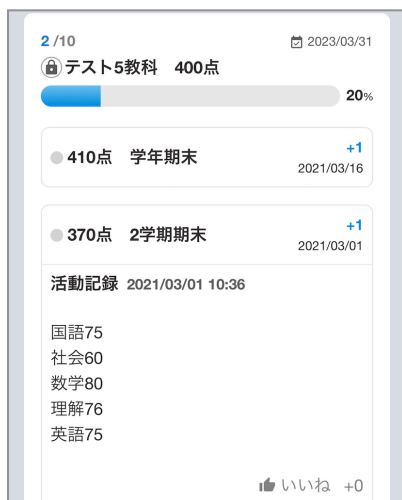 2 /10
2023/03/31
テスト5教科 400点
20%
410点 学年期末
+1
2021/03/16
370点 2学期期末
+1
2021/03/01
活動記録 2021/03/01 10:36
国語75
社会60
数学80
理解76
英語75
いいね +0